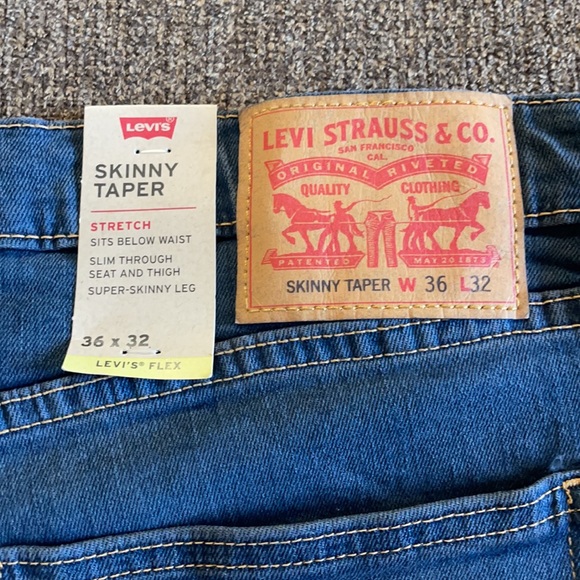 LEVI'S®
SKINNY
TAPER
STRETCH
SITS BELOW WAIST
SLIM THROUGH
SEAT AND THIGH
SUPER-SKINNY LEG
36 x 32
LEVI'S® FLEX
LEVI STRAUSS & CO.
SAN FRANCISCO
CAL.
ORIGINAL RIVETED
QUALITY CLOTHING
PATENTED MAY 20 1873
SKINNY TAPER W 36 L32